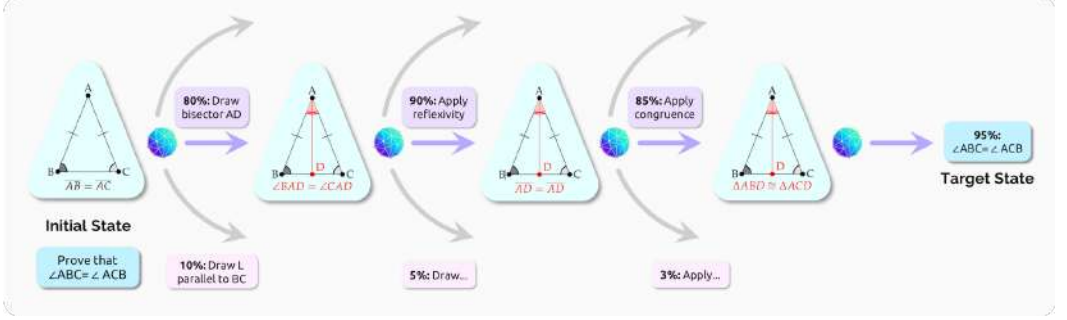 A
B
C
AB = AC
Initial State
Prove that
∠ABC= ∠ ACB
80%: Draw
bisector AD
10%: Draw L
parallel to BC
A
B
D
C
∠BAD = ∠CAD
90%: Apply
reflexivity
5%: Draw...
A
B
D
C
AD = AD
85%: Apply
congruence
3%: Apply...
A
B
D
C
ΔABD ≅ ΔACD
95%:
∠ABC= ∠ ACB
Target State